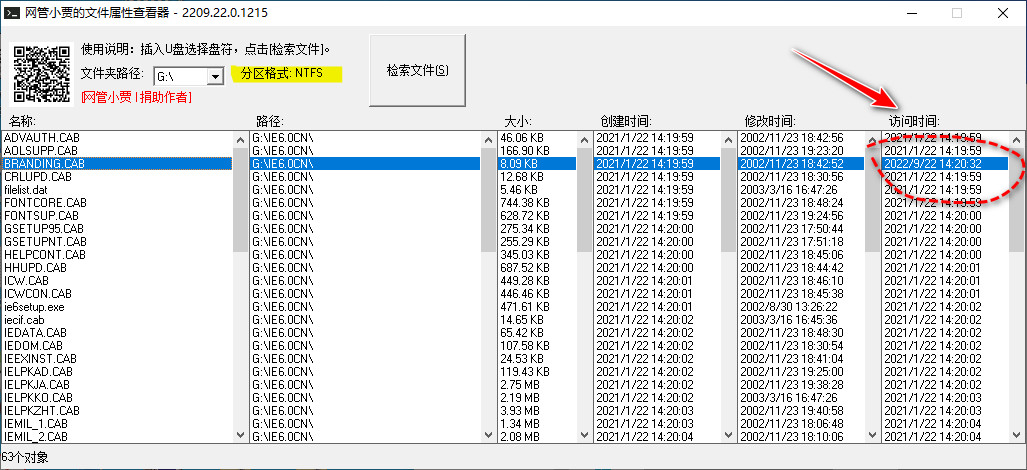 网管小贾的文件属性查看器 - 2209.22.0.1215
使用说明：插入U盘选择盘符，点击[检索文件]。
文件夹路径： G:\ 分区格式: NTFS
检索文件(S)
[网管小贾 | 捐助作者]
名称: 路径: 大小: 创建时间: 修改时间: 访问时间:
ADVAUTH.CAB G:\IE6.0CN\ 46.06 KB 2021/1/22 14:19:59 2002/11/23 18:42:56 2021/1/22 14:19:59
AOLSUPP.CAB G:\IE6.0CN\ 166.90 KB 2021/1/22 14:19:59 2002/11/23 19:23:20 2021/1/22 14:19:59
BRANDING.CAB G:\IE6.0CN\ 8.09 KB 2021/1/22 14:19:59 2002/11/23 18:42:52 2022/9/22 14:20:32
CRLUPD.CAB G:\IE6.0CN\ 12.68 KB 2021/1/22 14:19:59 2002/11/23 18:30:56 2021/1/22 14:19:59
filelist.dat G:\IE6.0CN\ 5.46 KB 2021/1/22 14:19:59 2003/3/16 16:47:26 2021/1/22 14:19:59
FONTCORE.CAB G:\IE6.0CN\ 744.38 KB 2021/1/22 14:19:59 2002/11/23 18:48:24 2021/1/22 14:19:59
FONTSUP.CAB G:\IE6.0CN\ 628.72 KB 2021/1/22 14:19:59 2002/11/23 19:24:56 2021/1/22 14:20:00
GSETUP95.CAB G:\IE6.0CN\ 275.34 KB 2021/1/22 14:20:00 2002/11/23 17:50:44 2021/1/22 14:20:00
GSETUPNT.CAB G:\IE6.0CN\ 255.29 KB 2021/1/22 14:20:00 2002/11/23 17:51:18 2021/1/22 14:20:00
HELPCONT.CAB G:\IE6.0CN\ 345.03 KB 2021/1/22 14:20:00 2002/11/23 18:45:06 2021/1/22 14:20:00
HHUPD.CAB G:\IE6.0CN\ 687.52 KB 2021/1/22 14:20:00 2002/11/23 18:44:42 2021/1/22 14:20:01
ICW.CAB G:\IE6.0CN\ 449.28 KB 2021/1/22 14:20:01 2002/11/23 18:46:10 2021/1/22 14:20:01
ICWCON.CAB G:\IE6.0CN\ 446.46 KB 2021/1/22 14:20:01 2002/11/23 18:45:38 2021/1/22 14:20:01
ie6setup.exe G:\IE6.0CN\ 471.61 KB 2021/1/22 14:20:01 2002/8/30 13:26:22 2021/1/22 14:20:02
iecif.cab G:\IE6.0CN\ 14.65 KB 2021/1/22 14:20:02 2003/3/16 16:45:36 2021/1/22 14:20:02
IEDATA.CAB G:\IE6.0CN\ 65.42 KB 2021/1/22 14:20:02 2002/11/23 18:48:30 2021/1/22 14:20:02
IEDOM.CAB G:\IE6.0CN\ 107.58 KB 2021/1/22 14:20:02 2002/11/23 18:30:54 2021/1/22 14:20:02
IEEXINST.CAB G:\IE6.0CN\ 24.53 KB 2021/1/22 14:20:02 2002/11/23 18:41:04 2021/1/22 14:20:02
IELPKAD.CAB G:\IE6.0CN\ 119.43 KB 2021/1/22 14:20:02 2002/11/23 19:25:00 2021/1/22 14:20:02
IELPKJA.CAB G:\IE6.0CN\ 2.75 MB 2021/1/22 14:20:02 2002/11/23 19:38:28 2021/1/22 14:20:02
IELPKKO.CAB G:\IE6.0CN\ 2.19 MB 2021/1/22 14:20:02 2003/3/16 16:47:26 2021/1/22 14:20:03
IELPKZHT.CAB G:\IE6.0CN\ 3.93 MB 2021/1/22 14:20:03 2002/11/23 19:40:58 2021/1/22 14:20:03
IEMIL_1.CAB G:\IE6.0CN\ 1.34 MB 2021/1/22 14:20:03 2002/11/23 18:06:48 2021/1/22 14:20:04
IEMIL_2.CAB G:\IE6.0CN\ 2.08 MB 2021/1/22 14:20:04 2002/11/23 18:10:06 2021/1/22 14:20:04
63个对象